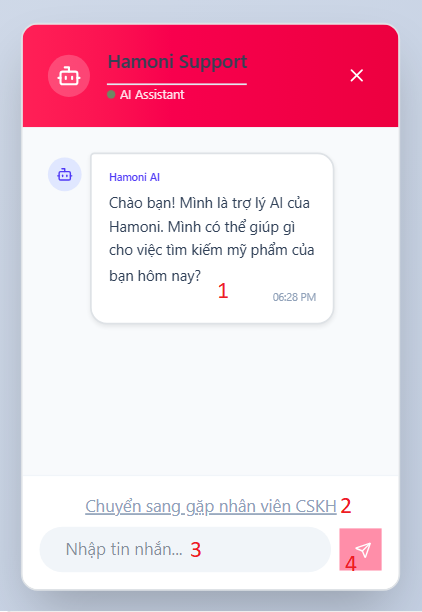 Hamoni Support
AI Assistant
Hamoni AI
Chào bạn! Mình là trợ lý AI của
Hamoni. Mình có thể giúp gì
cho việc tìm kiếm mỹ phẩm của
bạn hôm nay?
1
06:28 PM
Chuyển sang gặp nhân viên CSKH 2
Nhập tin nhắn... 3
4